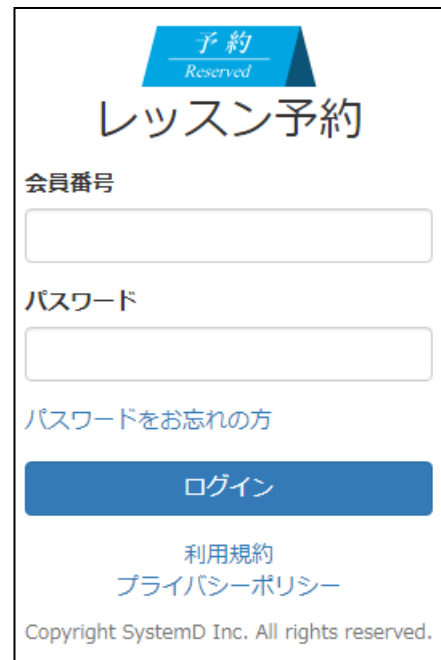 予約
Reserved
レッスン予約
会員番号
パスワード
パスワードをお忘れの方
ログイン
利用規約
プライバシーポリシー
Copyright SystemD Inc. All rights reserved.